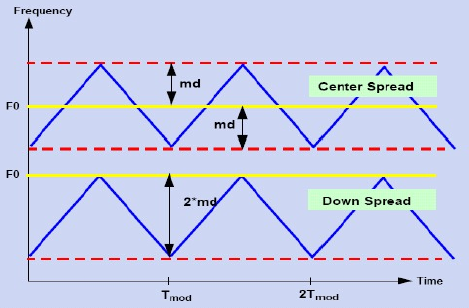 Frequency
md
Center Spread
F0
md
F0
2*md
Down Spread
Time
Tmod
2Tmod